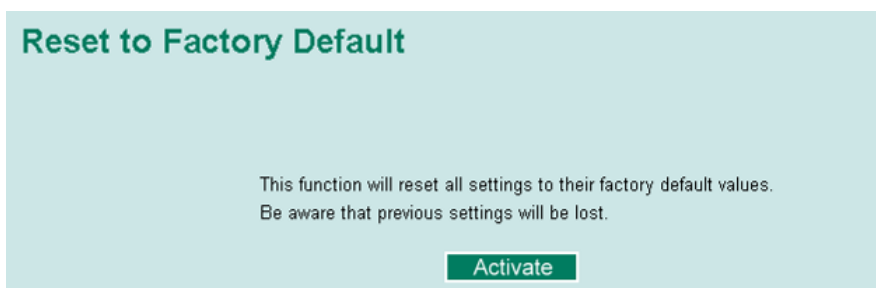 Reset to Factory Default
This function will reset all settings to their factory default values.
Be aware that previous settings will be lost.
Activate